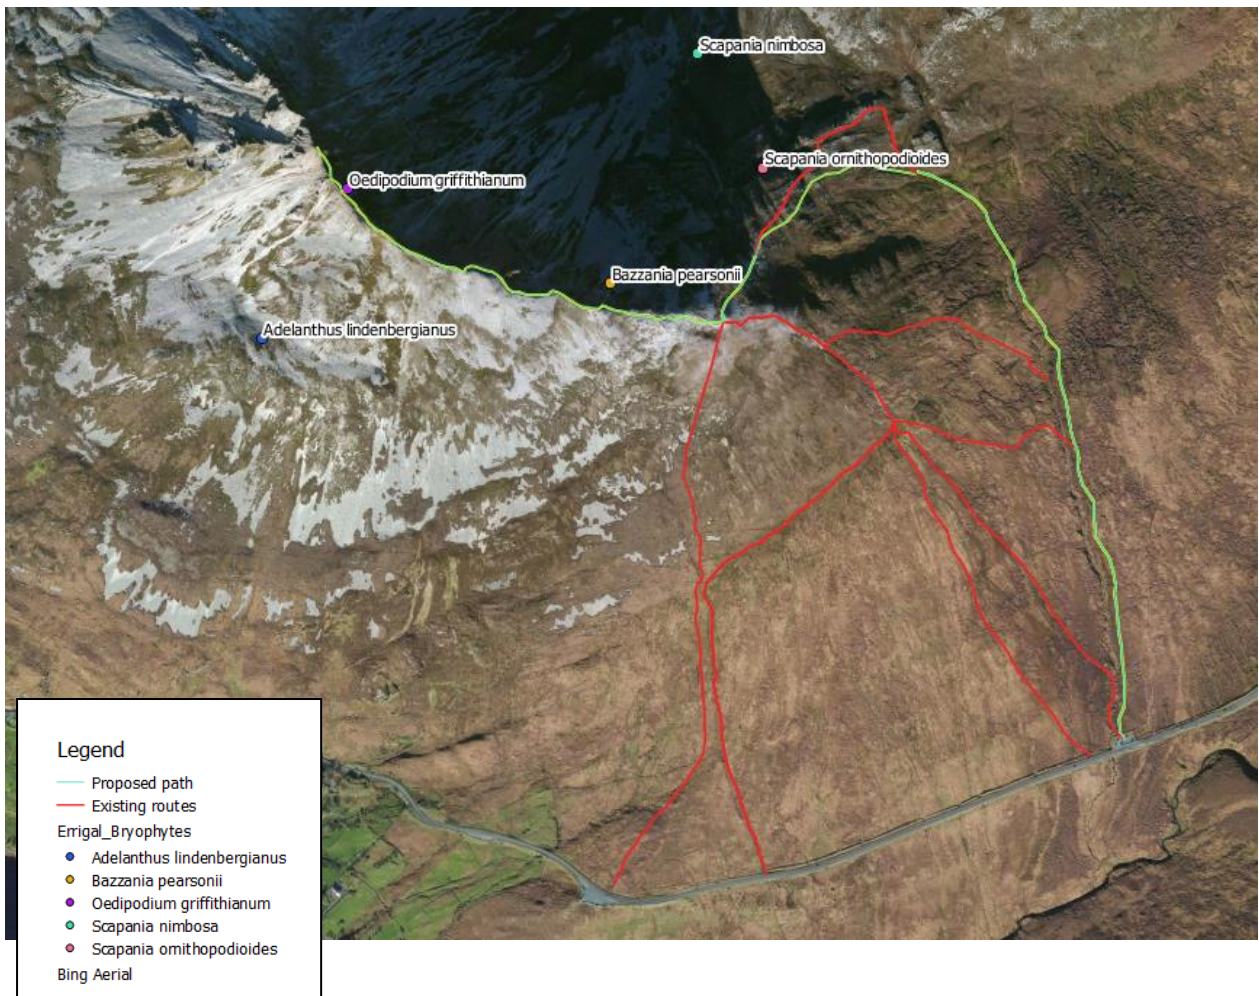 Scapania nimbosa
Scapania ornithopodioides
Oedipodium griffithianum
Bazzania pearsonii
Adelanthus lindenbergianus
Legend
Proposed path
Existing routes
Errigal_Bryophytes
Adelanthus lindenbergianus
Bazzania pearsonii
Oedipodium griffithianum
Scapania nimbosa
Scapania ornithopodioides
Bing Aerial